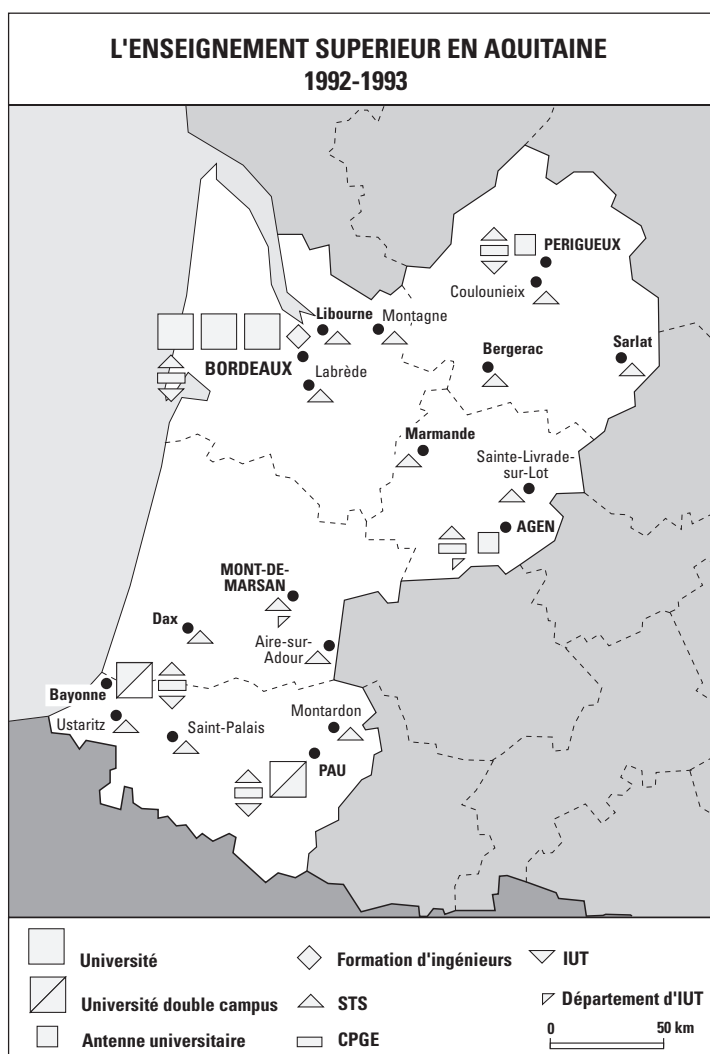 L'ENSEIGNEMENT SUPERIEUR EN AQUITAINE
1992-1993
PERIGUEUX
Coulounieix
Libourne
Montagne
BORDEAUX
Bergerac
Sarlat
Labrède
Marmande
Sainte-Livrade-
sur-Lot
AGEN
MONT-DE-
MARSAN
Dax
Aire-sur-
Adour
Bayonne
Ustaritz
Saint-Palais
Montardon
PAU
Université
Formation d'ingénieurs
IUT
Université double campus
STS
Département d'IUT
Antenne universitaire
CPGE
0 50 km